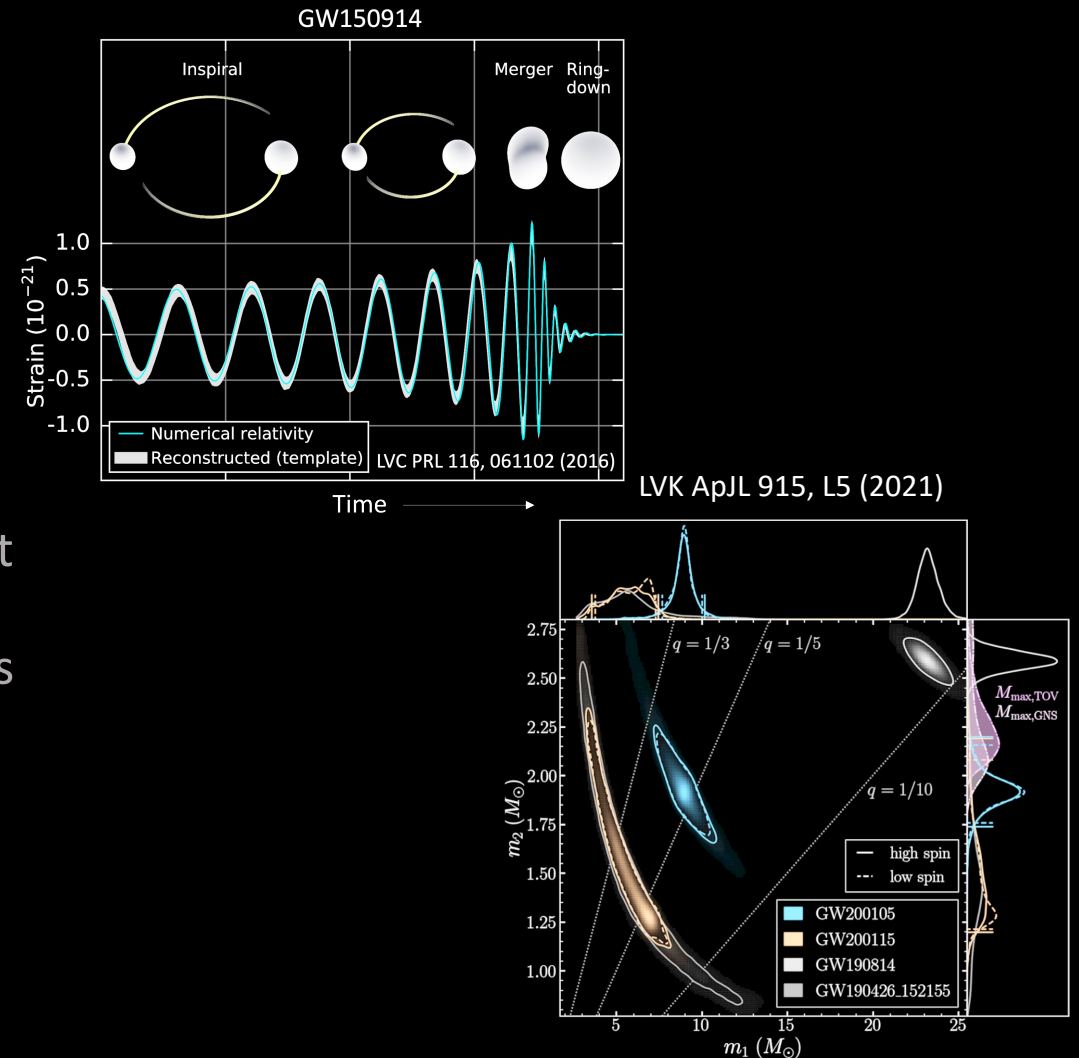 GW150914
Inspiral
Merger
Ring-
down
1.0
0.5
0.0
-0.5
-1.0
Strain (10⁻²¹)
Numerical relativity
Reconstructed (template)
LVC PRL 116, 061102 (2016)
Time
LVK ApJL 915, L5 (2021)
t
s
q = 1/3
q = 1/5
q = 1/10
M_max,TOV
M_max,GNS
2.75
2.50
2.25
2.00
1.75
1.50
1.25
1.00
m₂ (M⊙)
high spin
low spin
GW200105
GW200115
GW190814
GW190426_152155
5
10
15
20
25
m₁ (M⊙)